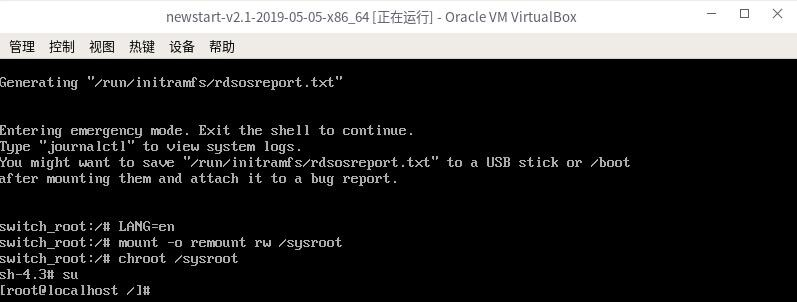 newstart-v2.1-2019-05-05-x86_64 [正在运行] - Oracle VM VirtualBox
管理 控制 视图 热键 设备 帮助
Generating "/run/initramfs/rdsosreport.txt"
Entering emergency mode. Exit the shell to continue.
Type "journalctl" to view system logs.
You might want to save "/run/initramfs/rdsosreport.txt" to a USB stick or /boot
after mounting them and attach it to a bug report.
switch_root:/# LANG=en
switch_root:/# mount -o remount rw /sysroot
switch_root:/# chroot /sysroot
sh-4.3# su
[root@localhost /]#